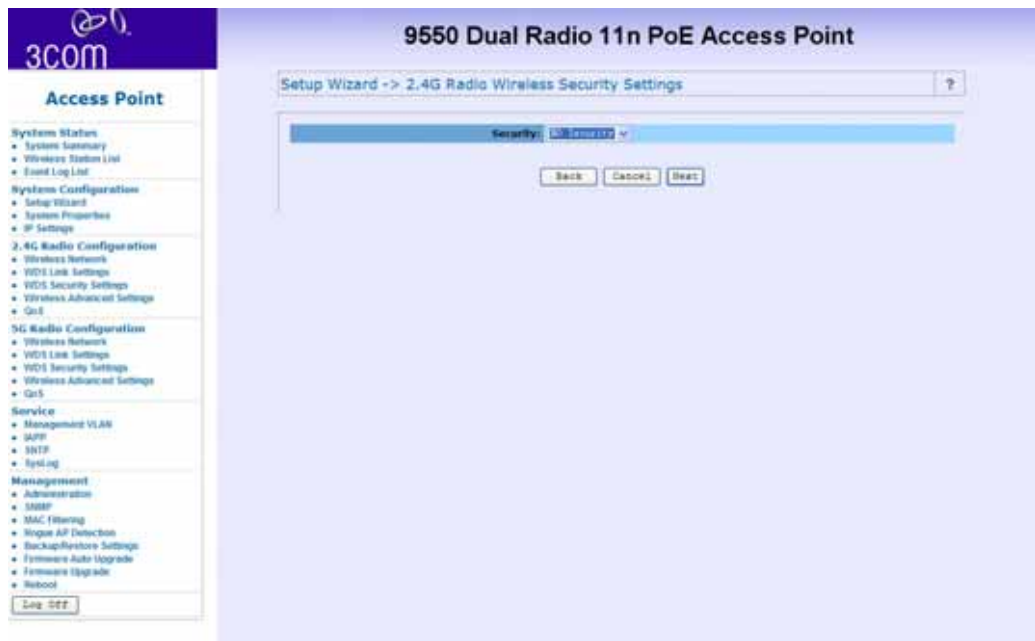 3com
9550 Dual Radio 11n PoE Access Point
Access Point
System Status
System Summary
Wireless Station List
Event Log List
System Configuration
Setup Wizard
System Properties
IP Settings
2.4G Radio Configuration
Wireless Network
WDS Link Settings
WDS Security Settings
Wireless Advanced Settings
QoS
5G Radio Configuration
Wireless Network
WDS Link Settings
WDS Security Settings
Wireless Advanced Settings
QoS
Service
Management VLAN
IAPP
SNTP
SysLog
Management
Administration
SNMP
MAC Filtering
Rogue AP Detection
Backup/Restore Settings
Firmware Auto Upgrade
Firmware Upgrade
Reboot
Log Off
Setup Wizard -> 2.4G Radio Wireless Security Settings ?
Security: No Security
Back Cancel Next